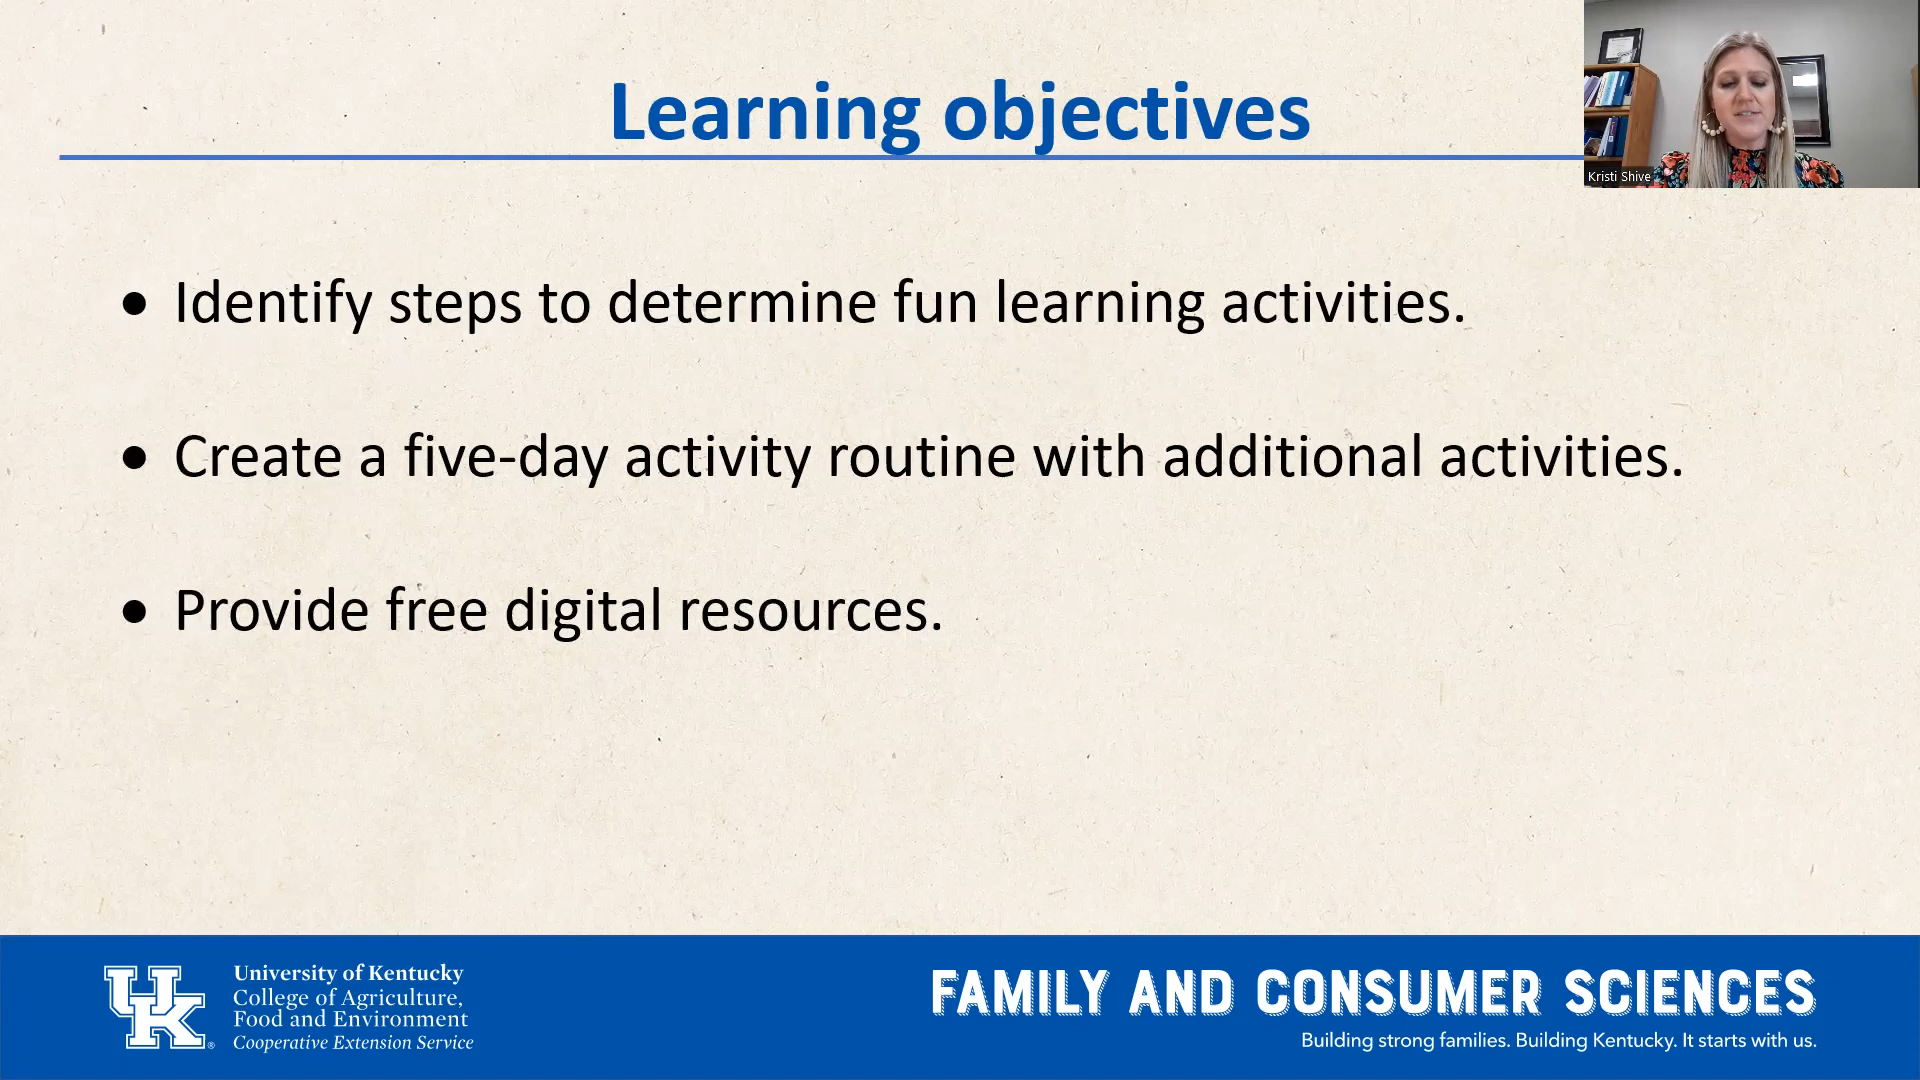 Learning objectives
Kristi Shive
• Identify steps to determine fun learning activities.
• Create a five-day activity routine with additional activities.
• Provide free digital resources.
UK®
University of Kentucky
College of Agriculture,
Food and Environment
Cooperative Extension Service
FAMILY AND CONSUMER SCIENCES
Building strong families. Building Kentucky. It starts with us.